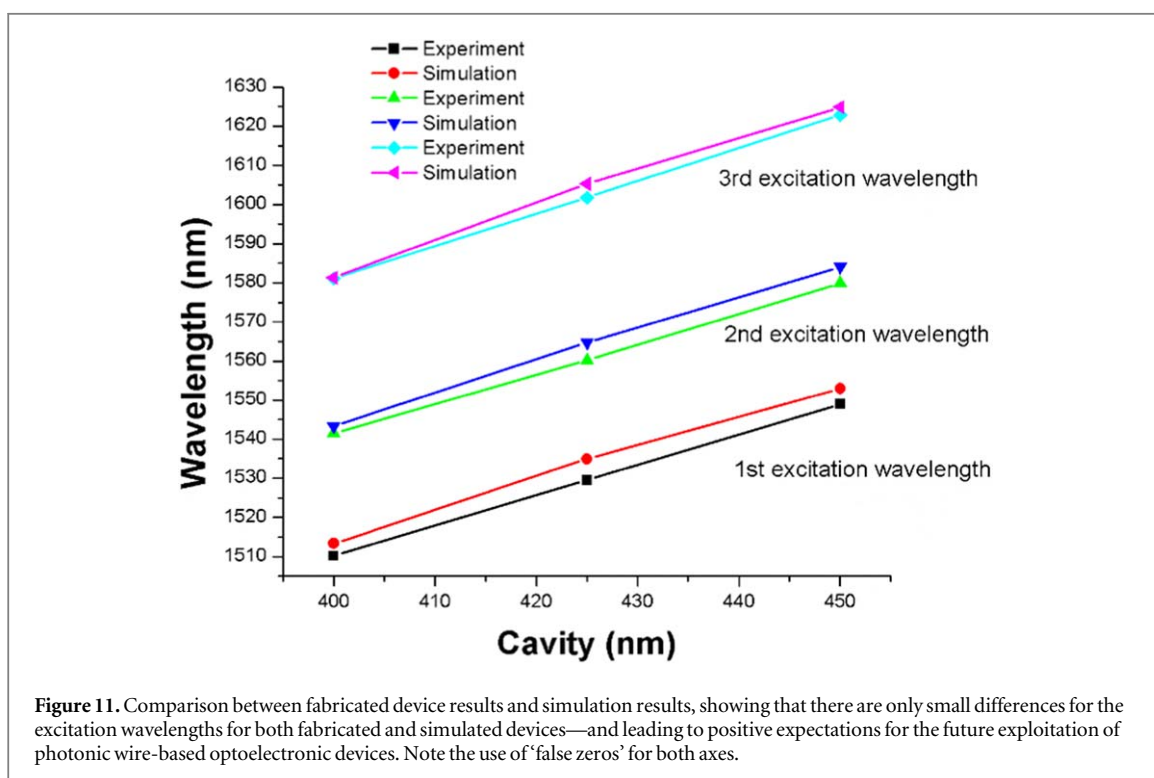 Experiment
Simulation
Experiment
Simulation
Experiment
Simulation
1630
1620
1610
1600
1590
1580
1570
1560
1550
1540
1530
1520
1510
Wavelength (nm)
3rd excitation wavelength
2nd excitation wavelength
1st excitation wavelength
400 410 420 430 440 450
Cavity (nm)
Figure 11. Comparison between fabricated device results and simulation results, showing that there are only small differences for the
excitation wavelengths for both fabricated and simulated devices—and leading to positive expectations for the future exploitation of
photonic wire-based optoelectronic devices. Note the use of ‘false zeros’ for both axes.